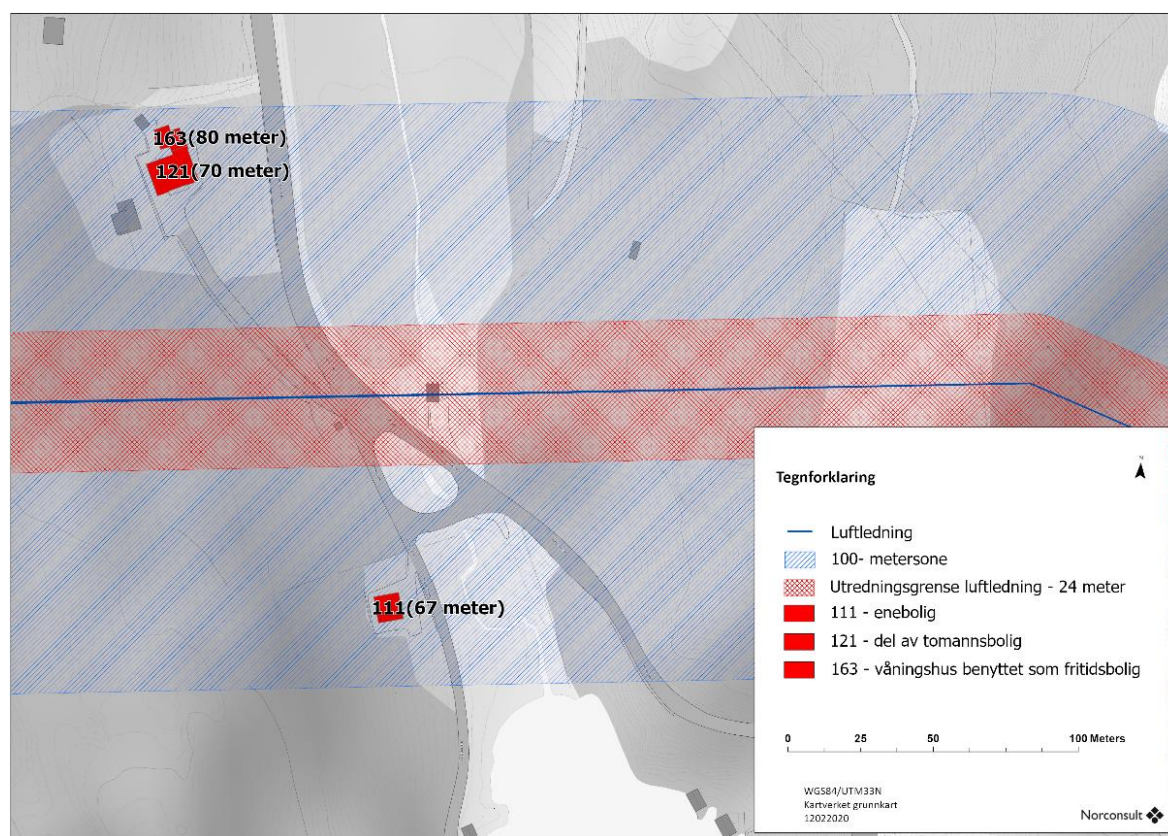 163(80 meter)
121(70 meter)
111(67 meter)
Tegnforklaring
N
Luftledning
100- metersone
Utredningsgrense luftledning - 24 meter
111 - enebolig
121 - del av tomannsbolig
163 - våningshus benyttet som fritidsbolig
0 25 50 100 Meters
WGS84/UTM33N
Kartverket grunnkart
12022020
Norconsult